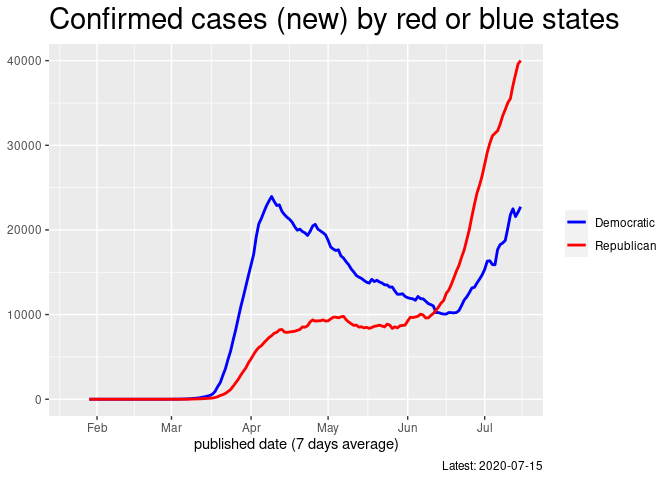 Confirmed cases (new) by red or blue states
40000
30000
20000
10000
0
Democratic
Republican
Feb Mar Apr May Jun Jul
published date (7 days average)
Latest: 2020-07-15